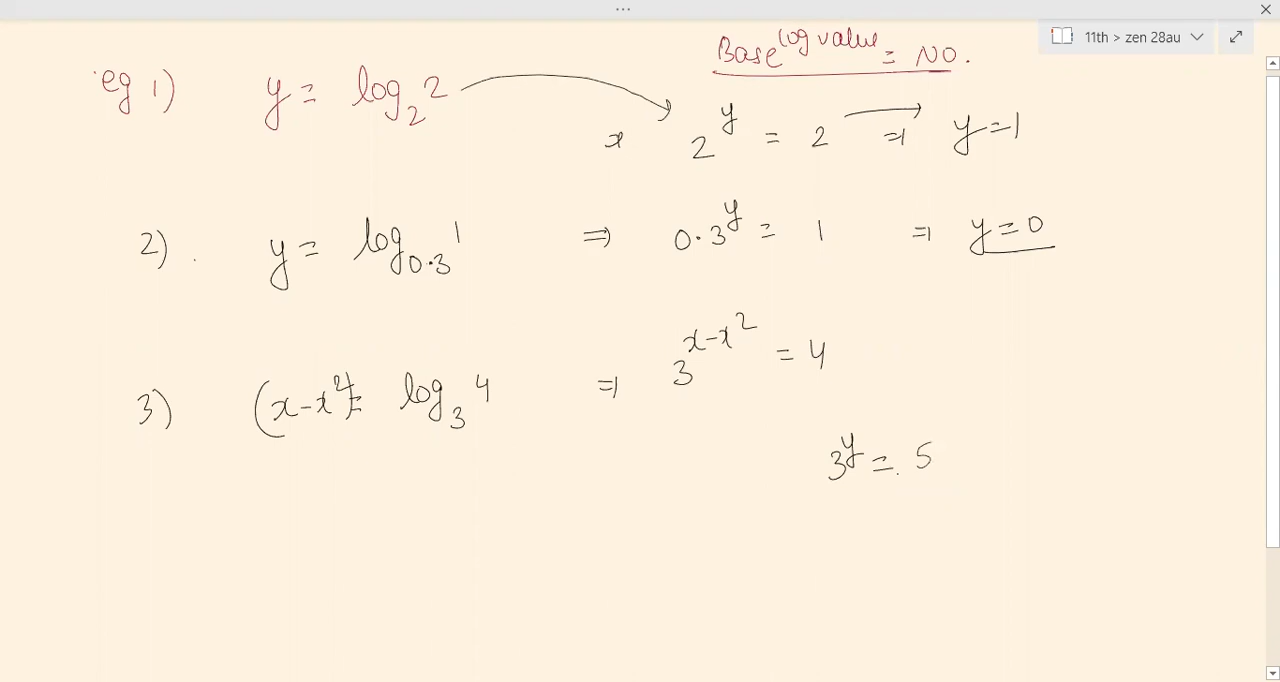 11th > zen 28au
Base^(log value) = NO.
eg 1) y = log₂ 2
x 2^y = 2 ⇒ y=1
2). y = log_0.3 1 ⇒ 0.3^y = 1 ⇒ y=0
3) (x-x²) = log₃ 4 ⇒ 3^(x-x²) = 4
3^y = . 5